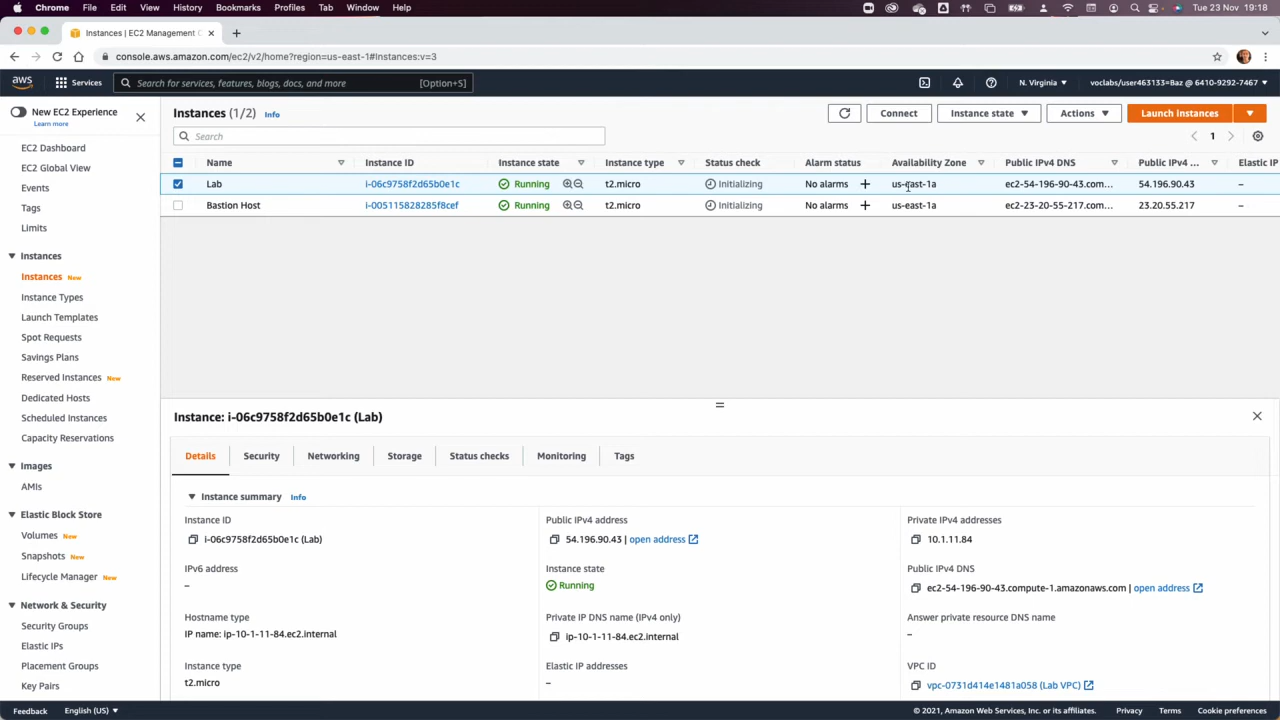 Chrome File Edit View History Bookmarks Profiles Tab Window Help Tue 23 Nov 19:18
Instances | EC2 Management C
console.aws.amazon.com/ec2/v2/home?region=us-east-1#Instances:v=3
aws Services Search for services, features, blogs, docs, and more [Option+S] N. Virginia voclabs/user463133=Baz @ 6410-9292-7467
New EC2 Experience
Learn more
EC2 Dashboard
EC2 Global View
Events
Tags
Limits
Instances
Instances New
Instance Types
Launch Templates
Spot Requests
Savings Plans
Reserved Instances New
Dedicated Hosts
Scheduled Instances
Capacity Reservations
Images
AMIs
Elastic Block Store
Volumes New
Snapshots New
Lifecycle Manager New
Network & Security
Security Groups
Elastic IPs
Placement Groups
Key Pairs
Instances (1/2) Info Connect Instance state Actions Launch Instances
Search 1
Name Instance ID Instance state Instance type Status check Alarm status Availability Zone Public IPv4 DNS Public IPv4 ... Elastic IP
Lab i-06c9758f2d65b0e1c Running t2.micro Initializing No alarms us-east-1a ec2-54-196-90-43.com... 54.196.90.43 –
Bastion Host i-005115828285f8cef Running t2.micro Initializing No alarms us-east-1a ec2-23-20-55-217.com... 23.20.55.217 –
Instance: i-06c9758f2d65b0e1c (Lab)
Details Security Networking Storage Status checks Monitoring Tags
Instance summary Info
Instance ID
i-06c9758f2d65b0e1c (Lab)
Public IPv4 address
54.196.90.43 | open address
Private IPv4 addresses
10.1.11.84
IPv6 address
–
Instance state
Running
Public IPv4 DNS
ec2-54-196-90-43.compute-1.amazonaws.com | open address
Hostname type
IP name: ip-10-1-11-84.ec2.internal
Private IP DNS name (IPv4 only)
ip-10-1-11-84.ec2.internal
Answer private resource DNS name
–
Instance type
t2.micro
Elastic IP addresses
–
VPC ID
vpc-0731d414e1481a058 (Lab VPC)
Feedback English (US) © 2021, Amazon Web Services, Inc. or its affiliates. Privacy Terms Cookie preferences